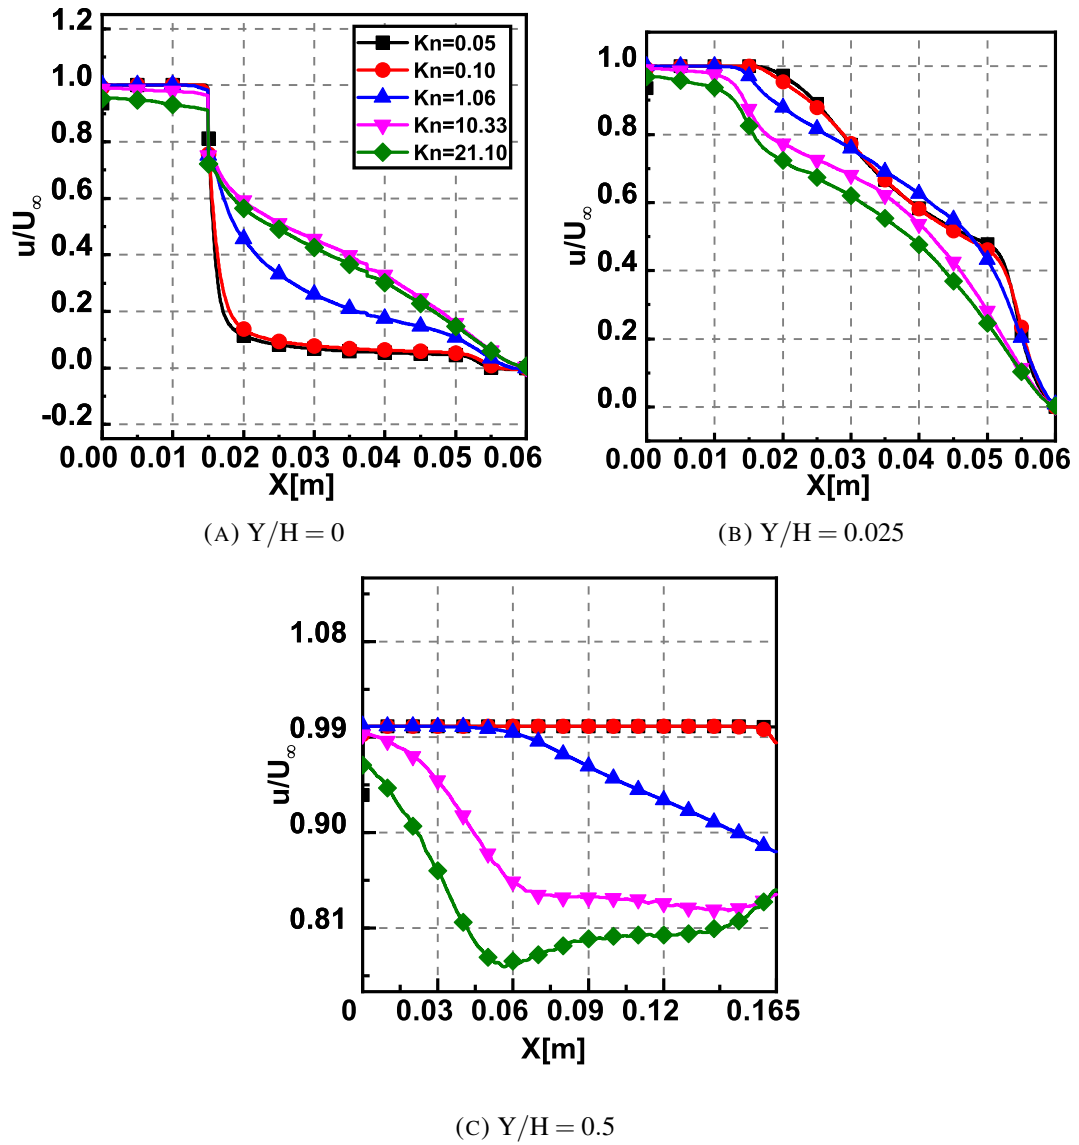 1.2
1.0
0.8
0.6
0.4
0.2
0.0
-0.2
u/U∞
Kn=0.05
Kn=0.10
Kn=1.06
Kn=10.33
Kn=21.10
0.00 0.01 0.02 0.03 0.04 0.05 0.06
X[m]
(A) Y/H = 0
1.0
0.8
0.6
0.4
0.2
0.0
u/U∞
0.00 0.01 0.02 0.03 0.04 0.05 0.06
X[m]
(B) Y/H = 0.025
1.08
0.99
0.90
0.81
u/U∞
0 0.03 0.06 0.09 0.12 0.165
X[m]
(C) Y/H = 0.5